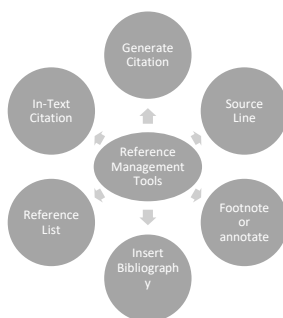 Generate
Citation
In-Text
Citation
Source
Line
Reference
Management
Tools
Reference
List
Footnote
or
annotate
Insert
Bibliograph
y